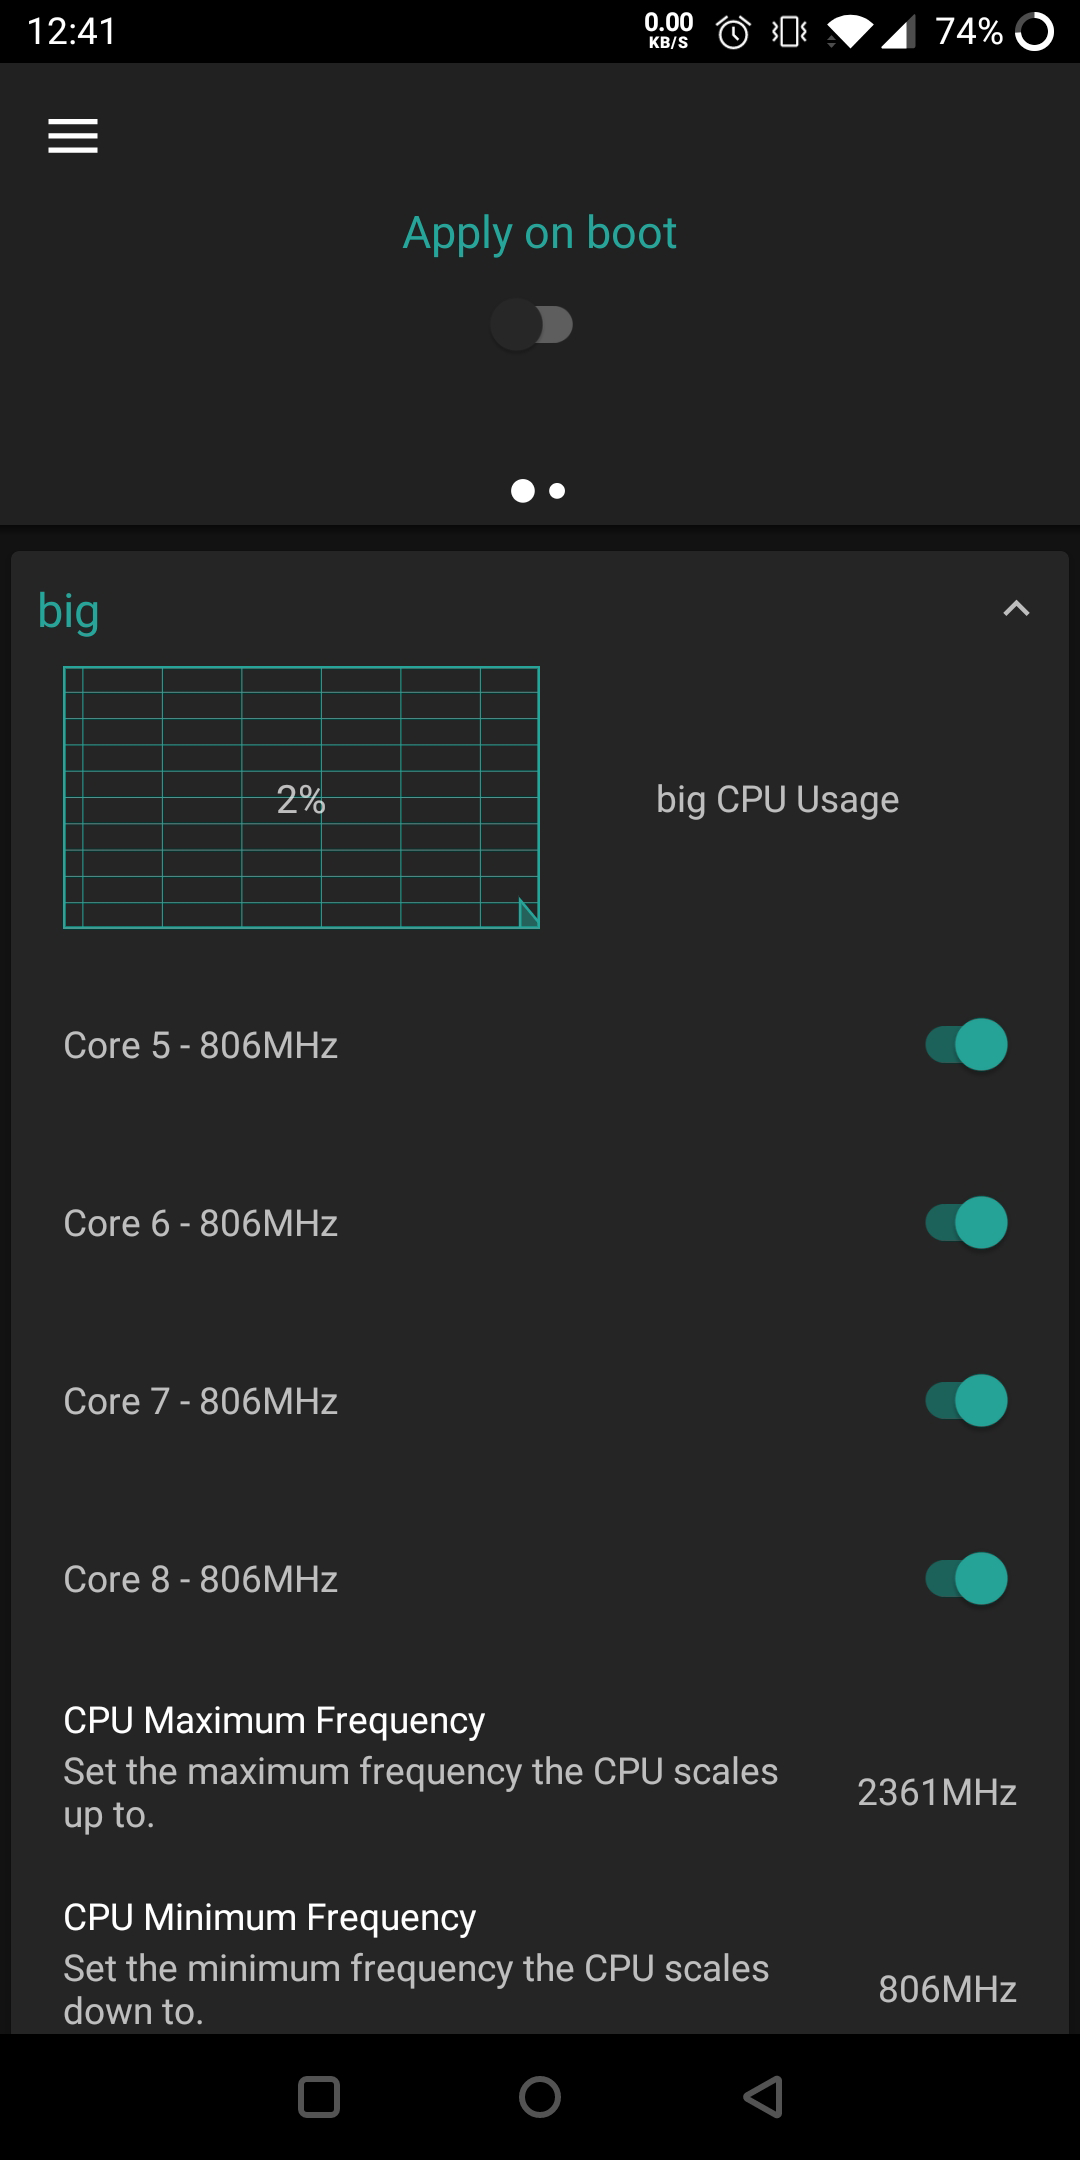 12:41
0.00
KB/S
74%
Apply on boot
big
2%
big CPU Usage
Core 5 - 806MHz
Core 6 - 806MHz
Core 7 - 806MHz
Core 8 - 806MHz
CPU Maximum Frequency
Set the maximum frequency the CPU scales
up to.
2361MHz
CPU Minimum Frequency
Set the minimum frequency the CPU scales
down to.
806MHz